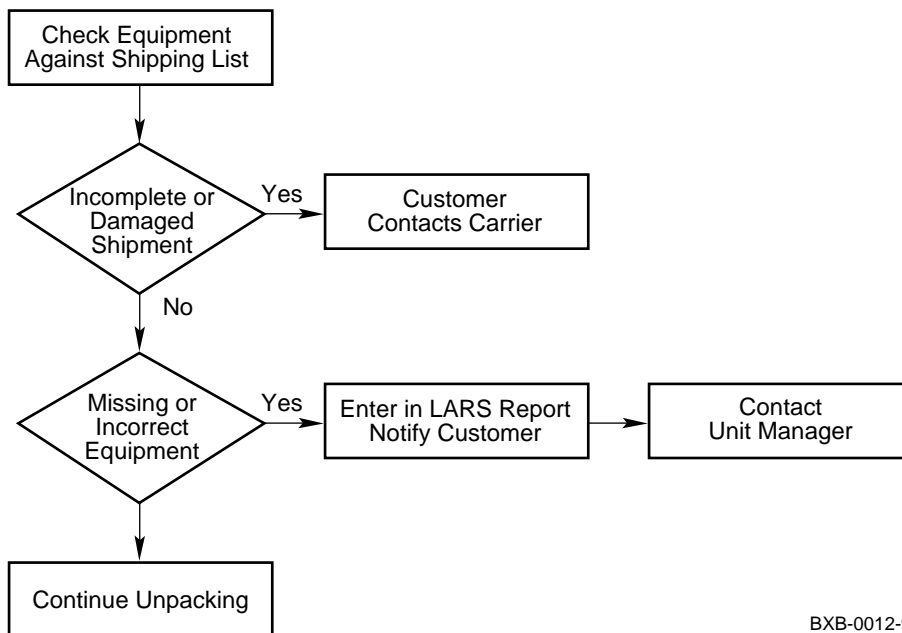 Check Equipment
Against Shipping List
Incomplete or
Damaged
Shipment
Yes
Customer
Contacts Carrier
No
Missing or
Incorrect
Equipment
Yes
Enter in LARS Report
Notify Customer
Contact
Unit Manager
Continue Unpacking